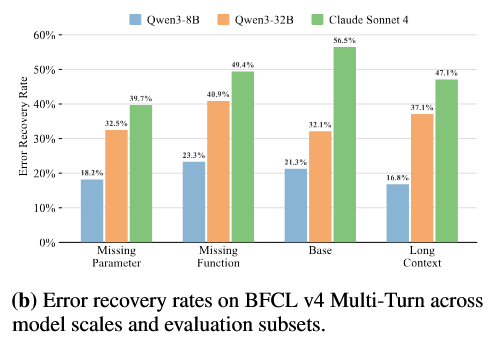 Qwen3-8B Qwen3-32B Claude Sonnet 4
Error Recovery Rate
60%
50%
40%
30%
20%
10%
0%
18.2% 32.5% 39.7%
23.3% 40.9% 49.4%
21.3% 32.1% 56.5%
16.8% 37.1% 47.1%
Missing
Parameter
Missing
Function
Base
Long
Context
(b) Error recovery rates on BFCL v4 Multi-Turn across
model scales and evaluation subsets.